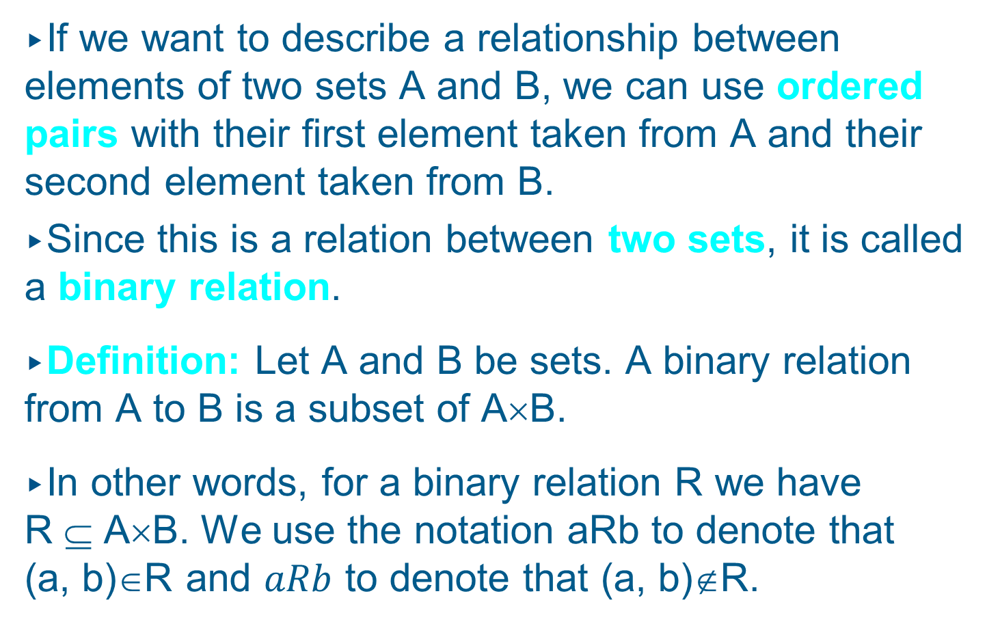 ▸If we want to describe a relationship between
elements of two sets A and B, we can use ordered
pairs with their first element taken from A and their
second element taken from B.
▸Since this is a relation between two sets, it is called
a binary relation.
▸Definition: Let A and B be sets. A binary relation
from A to B is a subset of A×B.
▸In other words, for a binary relation R we have
R ⊆ A×B. We use the notation aRb to denote that
(a, b)∈R and 𝑎𝑅𝑏 to denote that (a, b)∉R.